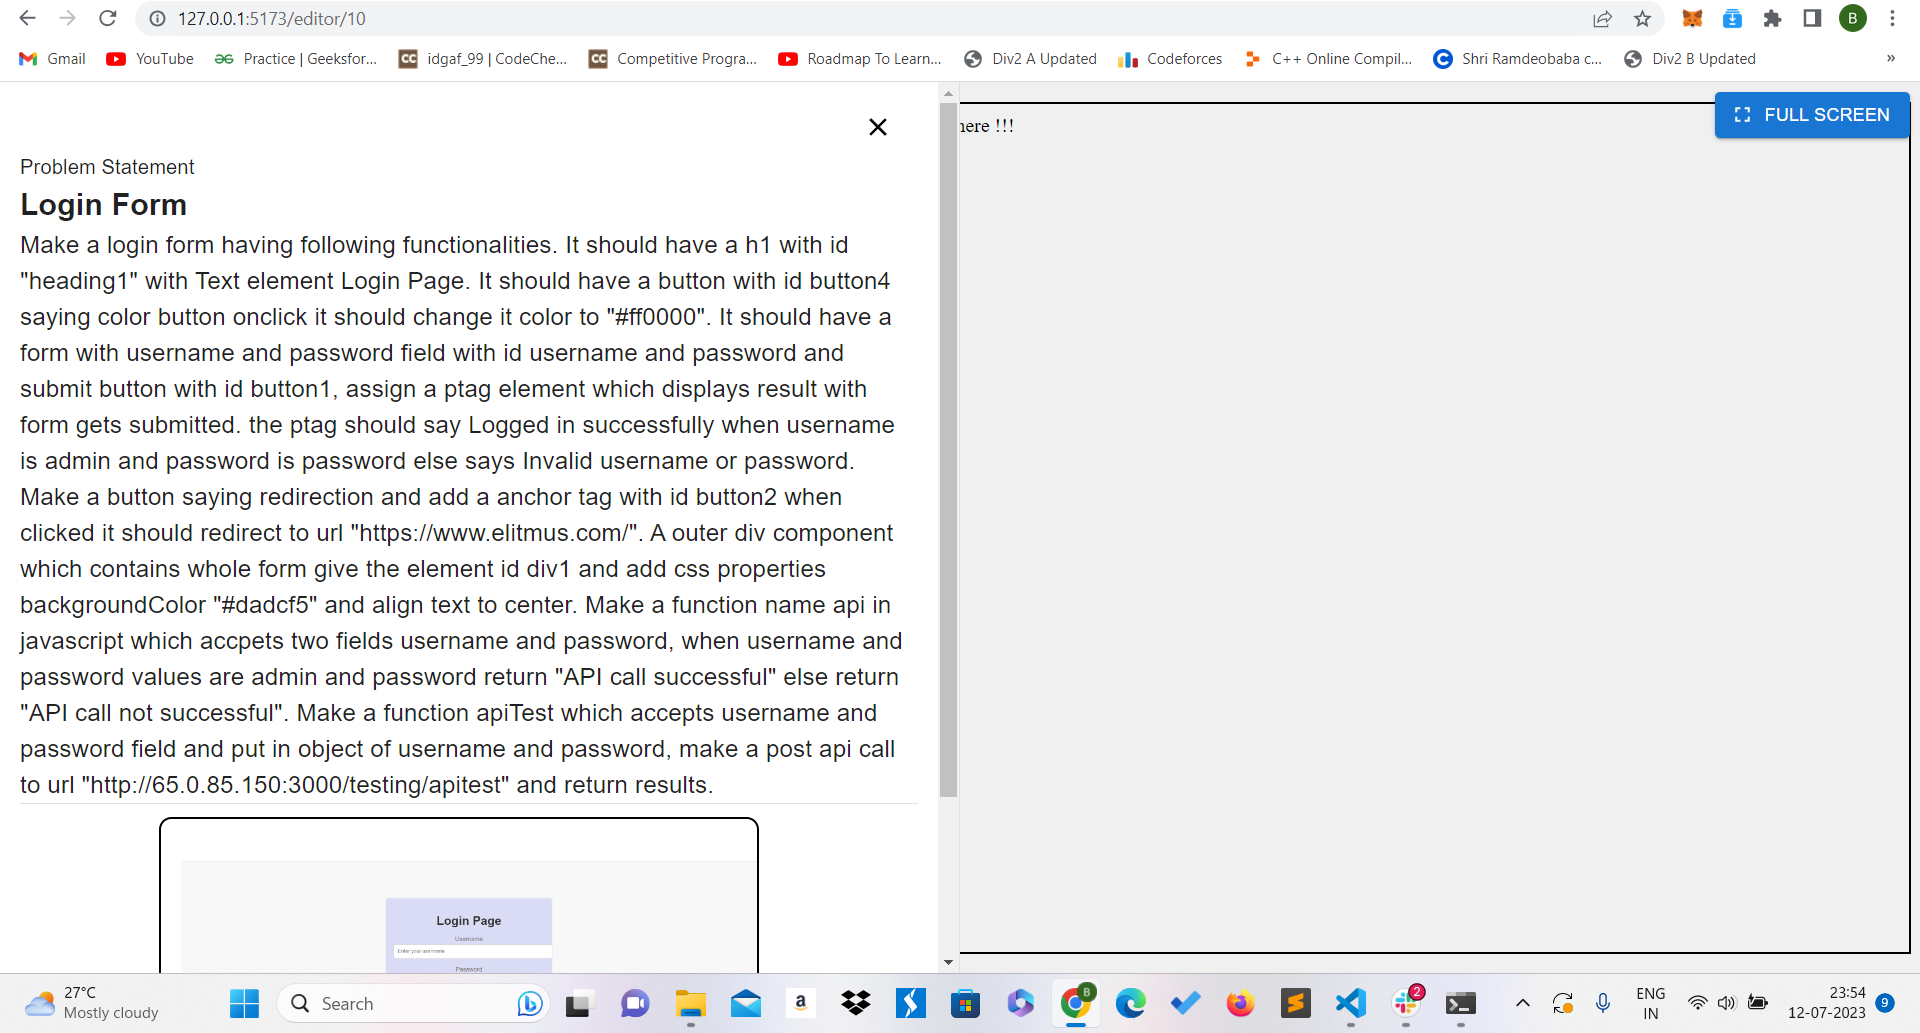 127.0.0.1:5173/editor/10
B
Gmail
YouTube
Practice | Geeksfor...
CC idgaf_99 | CodeChe...
CC Competitive Progra...
Roadmap To Learn...
Div2 A Updated
Codeforces
C++ Online Compil...
Shri Ramdeobaba c...
Div2 B Updated
»
here !!!
FULL SCREEN
Problem Statement
Login Form
Make a login form having following functionalities. It should have a h1 with id
"heading1" with Text element Login Page. It should have a button with id button4
saying color button onclick it should change it color to "#ff0000". It should have a
form with username and password field with id username and password and
submit button with id button1, assign a ptag element which displays result with
form gets submitted. the ptag should say Logged in successfully when username
is admin and password is password else says Invalid username or password.
Make a button saying redirection and add a anchor tag with id button2 when
clicked it should redirect to url "https://www.elitmus.com/". A outer div component
which contains whole form give the element id div1 and add css properties
backgroundColor "#dadcf5" and align text to center. Make a function name api in
javascript which accpets two fields username and password, when username and
password values are admin and password return "API call successful" else return
"API call not successful". Make a function apiTest which accepts username and
password field and put in object of username and password, make a post api call
to url "http://65.0.85.150:3000/testing/apitest" and return results.
Login Page
Username
Enter your username
Password
27°C
Mostly cloudy
Search
a
B
2
ENG
IN
23:54
12-07-2023
9